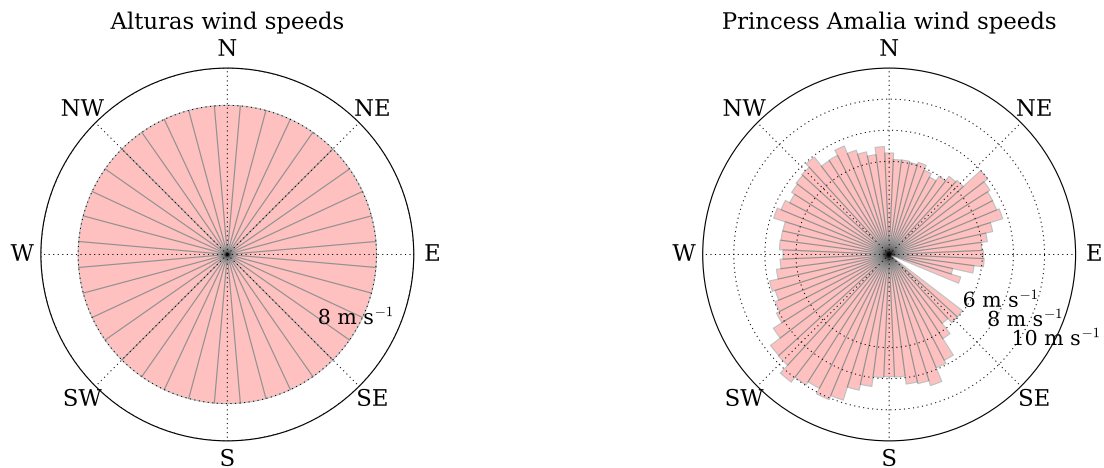 Alturas wind speeds
N
NW
NE
W
E
8 m s⁻¹
SW
SE
S
Princess Amalia wind speeds
N
NW
NE
W
E
6 m s⁻¹
8 m s⁻¹
10 m s⁻¹
SW
SE
S